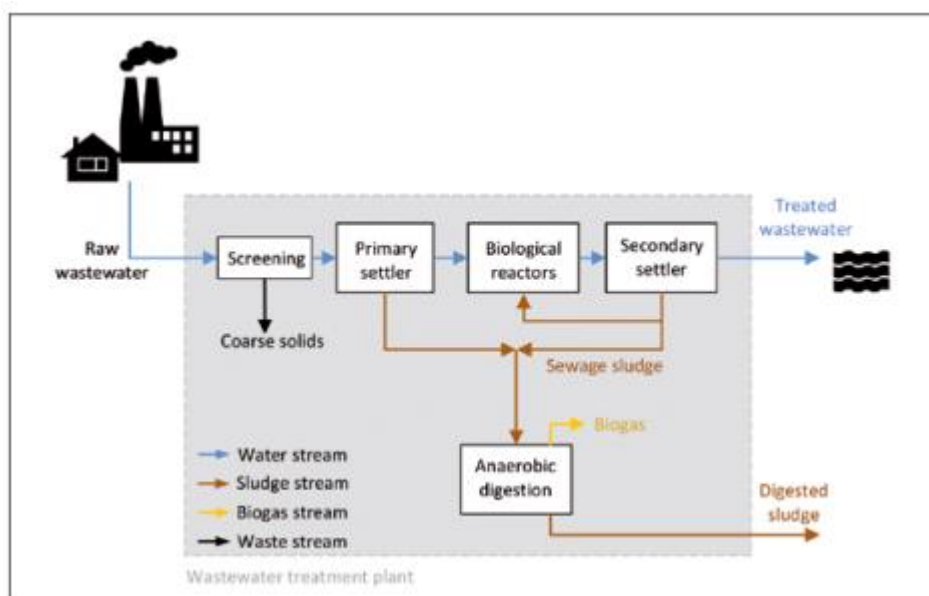 Treated
wastewater
Raw
wastewater
Screening
Primary
settler
Biological
reactors
Secondary
settler
Coarse solids
Sewage sludge
Biogas
Anaerobic
digestion
Digested
sludge
Water stream
Sludge stream
Biogas stream
Waste stream
Wastewater treatment plant